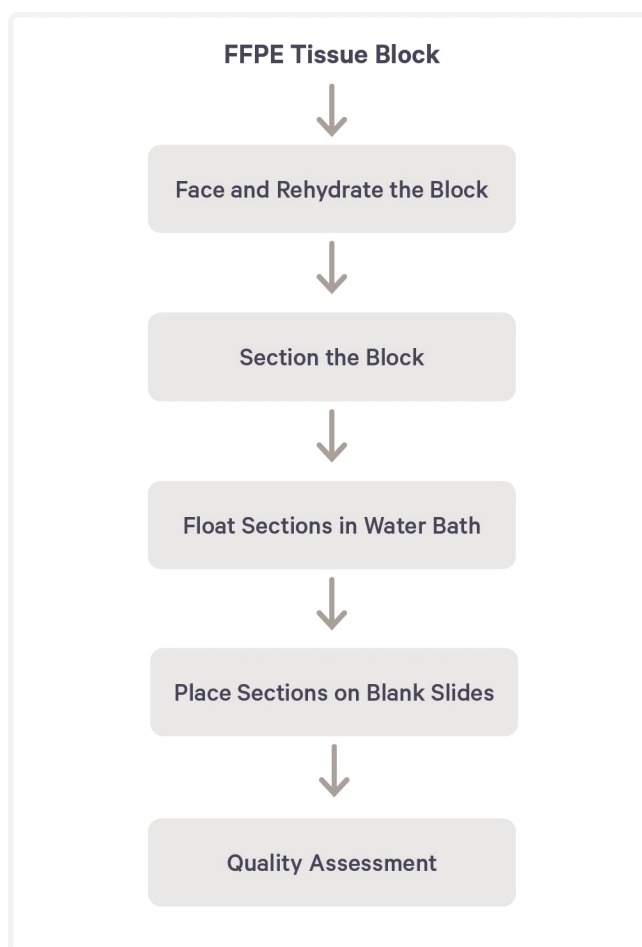 FFPE Tissue Block
Face and Rehydrate the Block
Section the Block
Float Sections in Water Bath
Place Sections on Blank Slides
Quality Assessment